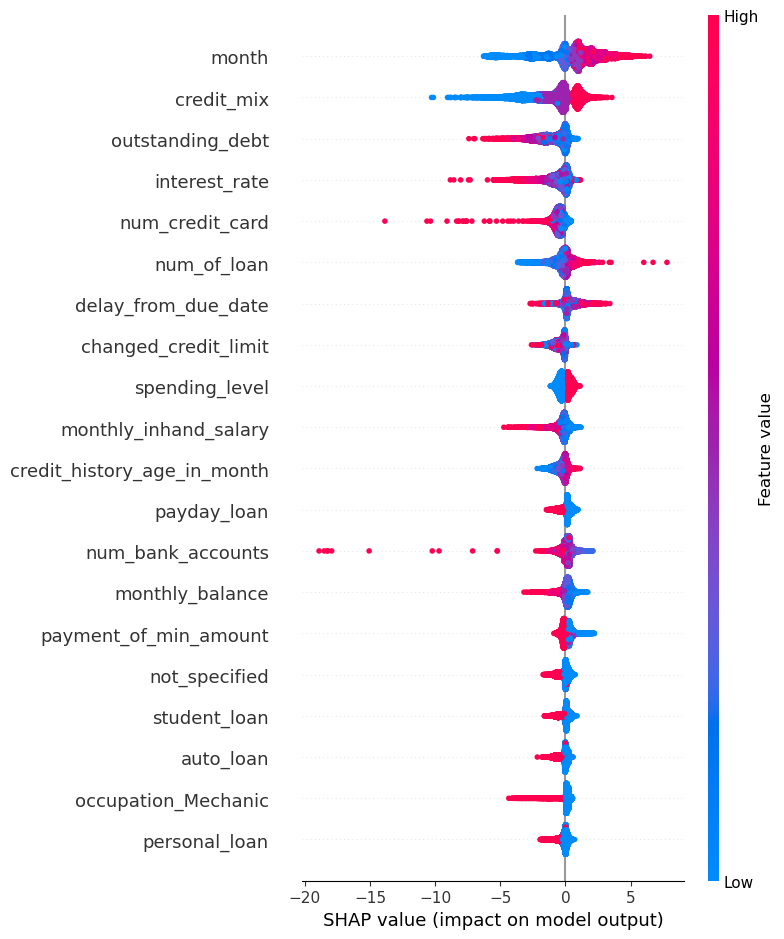 High
month
credit_mix
outstanding_debt
interest_rate
num_credit_card
num_of_loan
delay_from_due_date
changed_credit_limit
spending_level
monthly_inhand_salary
credit_history_age_in_month
payday_loan
num_bank_accounts
monthly_balance
payment_of_min_amount
not_specified
student_loan
auto_loan
occupation_Mechanic
personal_loan
Feature value
Low
−20 −15 −10 −5 0 5
SHAP value (impact on model output)